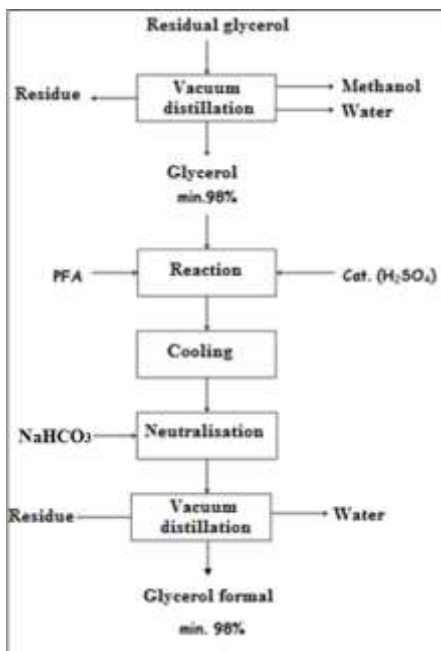 Residual glycerol
Vacuum
distillation
Residue
Methanol
Water
Glycerol
min.98%
PFA
Reaction
Cat. (H₂SO₄)
Cooling
NaHCO₃
Neutralisation
Residue
Vacuum
distillation
Water
Glycerol formal
min. 98%